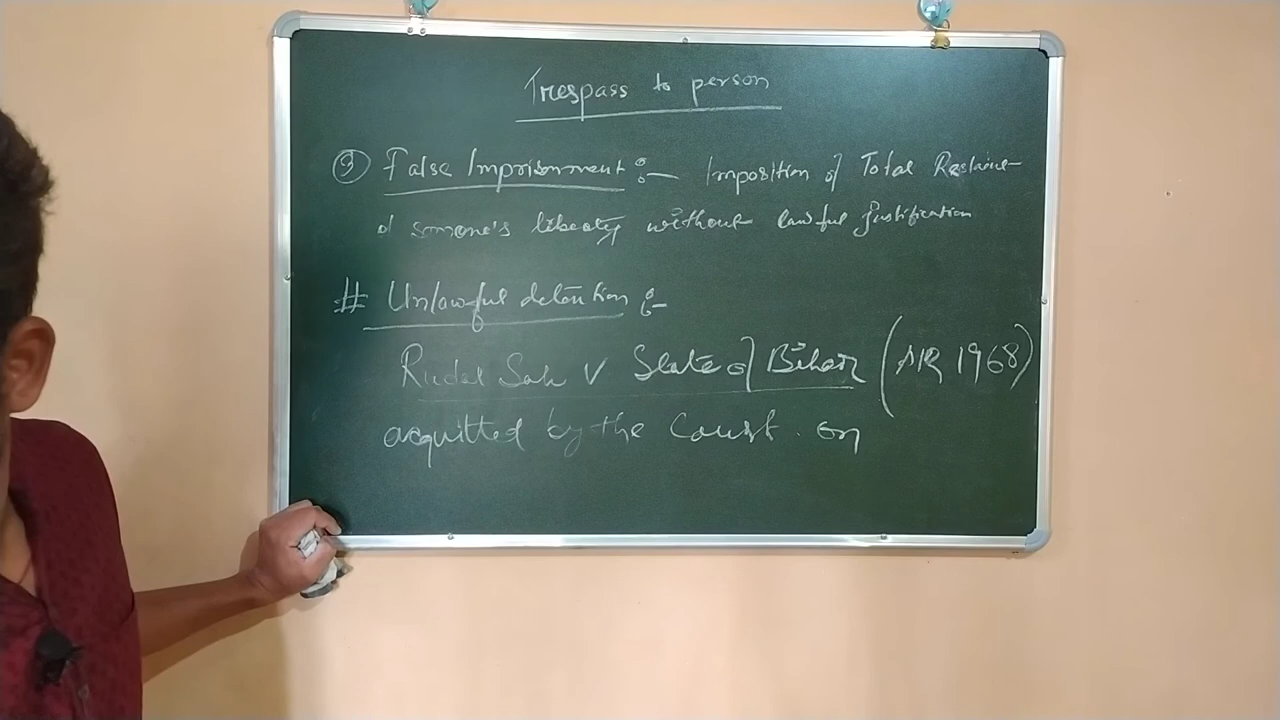 Trespass to person
③ False Imprisonment :- Imposition of Total Restraint
of someone's liberty without lawful justification
# Unlawful detention :-
Rudal Sah V State of Bihar (AIR 1968)
acquitted by the Court. on